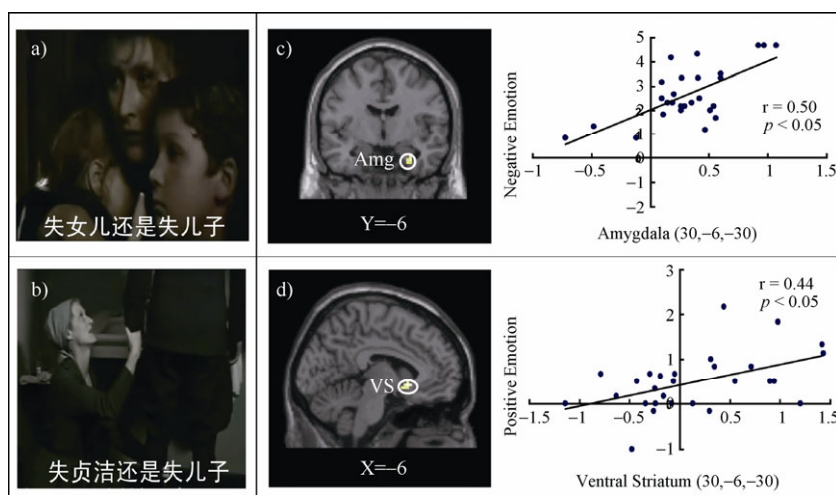 a)
失女儿还是失儿子
b)
失贞洁还是失儿子
c)
Amg
Y=–6
Negative Emotion
5
4
3
2
1
0
−1
−2
−1
−0.5
0
0.5
1
1.5
r = 0.50
p < 0.05
Amygdala (30,–6,–30)
d)
VS
X=–6
Positive Emotion
3
2
1
0
−1
−1.5
−1
−0.5
0
0.5
1
1.5
r = 0.44
p < 0.05
Ventral Striatum (30,–6,–30)